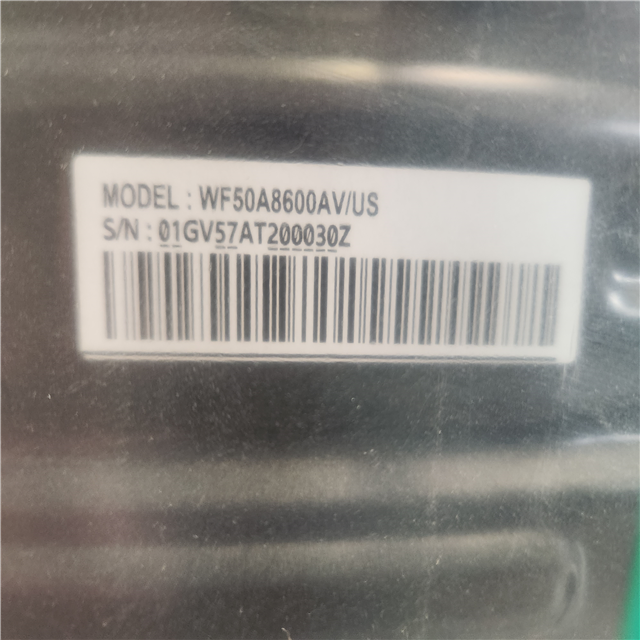 MODEL : WF50A8600AV/US
S/N : 01GV57AT200030Z